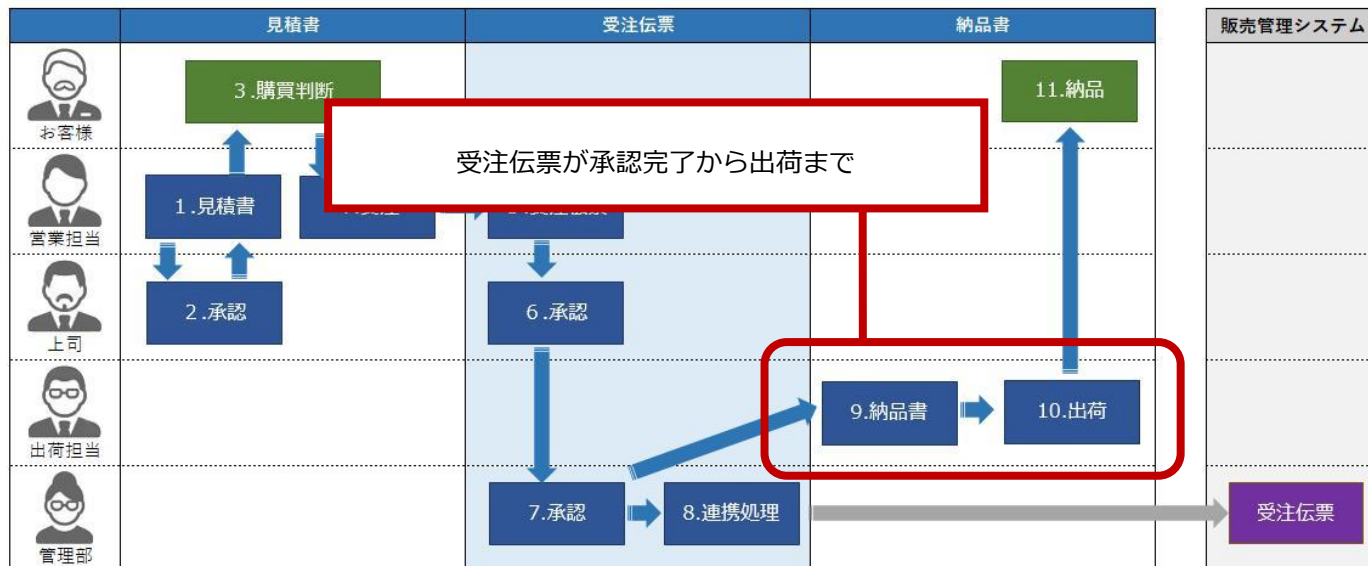 見積書
受注伝票
納品書
販売管理システム
お客様
3.購買判断
11.納品
受注伝票が承認完了から出荷まで
営業担当
1.見積書
上司
2.承認
6.承認
出荷担当
9.納品書
10.出荷
管理部
7.承認
8.連携処理
受注伝票